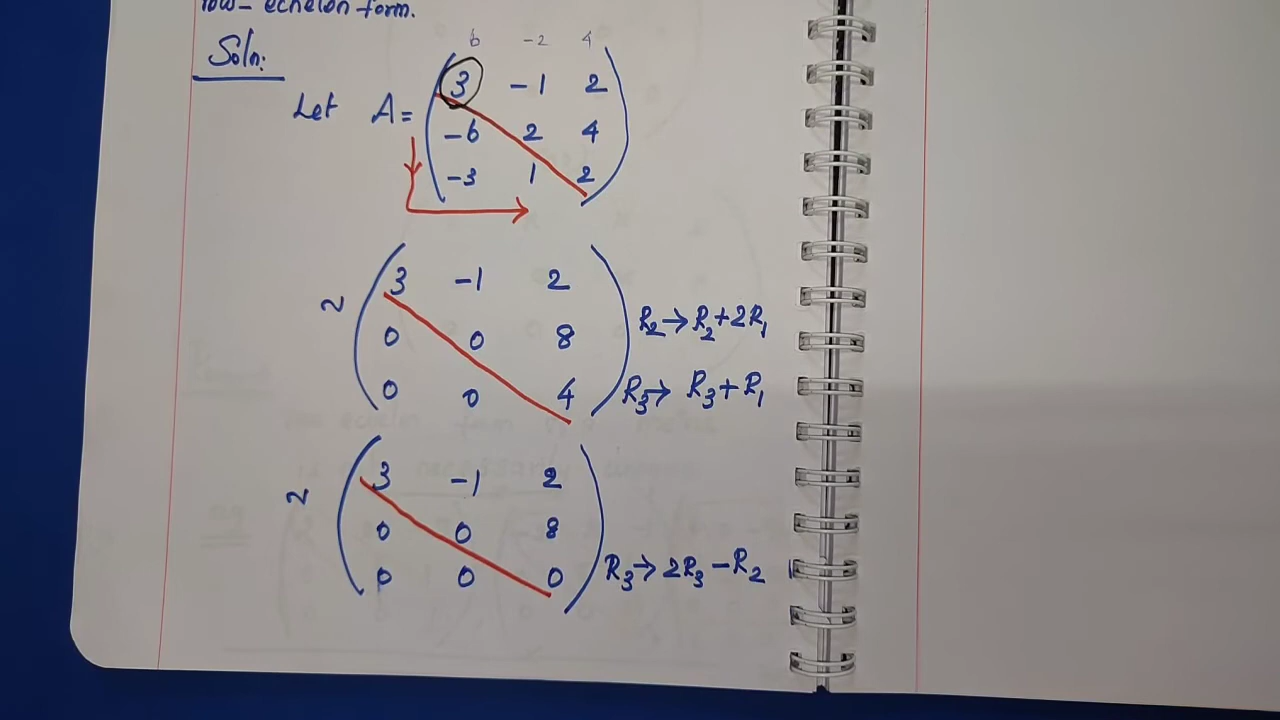 row-echelon form.
Soln:
6 -2 4
Let A = ( 3 -1 2
-6 2 4
-3 1 2 )
~ ( 3 -1 2
0 0 8 ) R2→R2+2R1
0 0 4 R3→ R3+R1
~ ( 3 -1 2
0 0 8
0 0 0 ) R3→2R3-R2